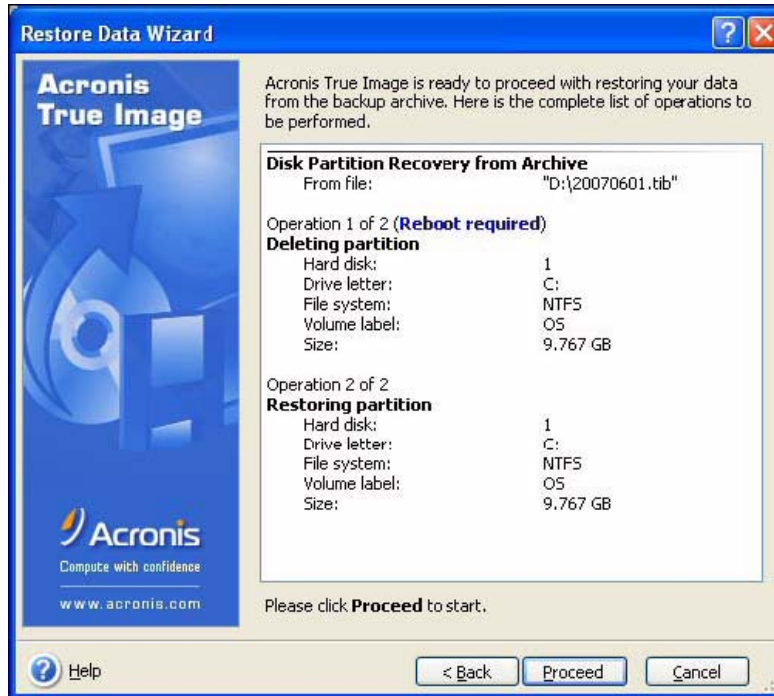 Restore Data Wizard
Acronis
True Image
Acronis True Image is ready to proceed with restoring your data
from the backup archive. Here is the complete list of operations to
be performed.
Disk Partition Recovery from Archive
From file: "D:\20070601.tib"
Operation 1 of 2 (Reboot required)
Deleting partition
Hard disk: 1
Drive letter: C:
File system: NTFS
Volume label: OS
Size: 9.767 GB
Operation 2 of 2
Restoring partition
Hard disk: 1
Drive letter: C:
File system: NTFS
Volume label: OS
Size: 9.767 GB
Acronis
Compute with confidence
www.acronis.com
Please click Proceed to start.
Help
< Back
Proceed
Cancel